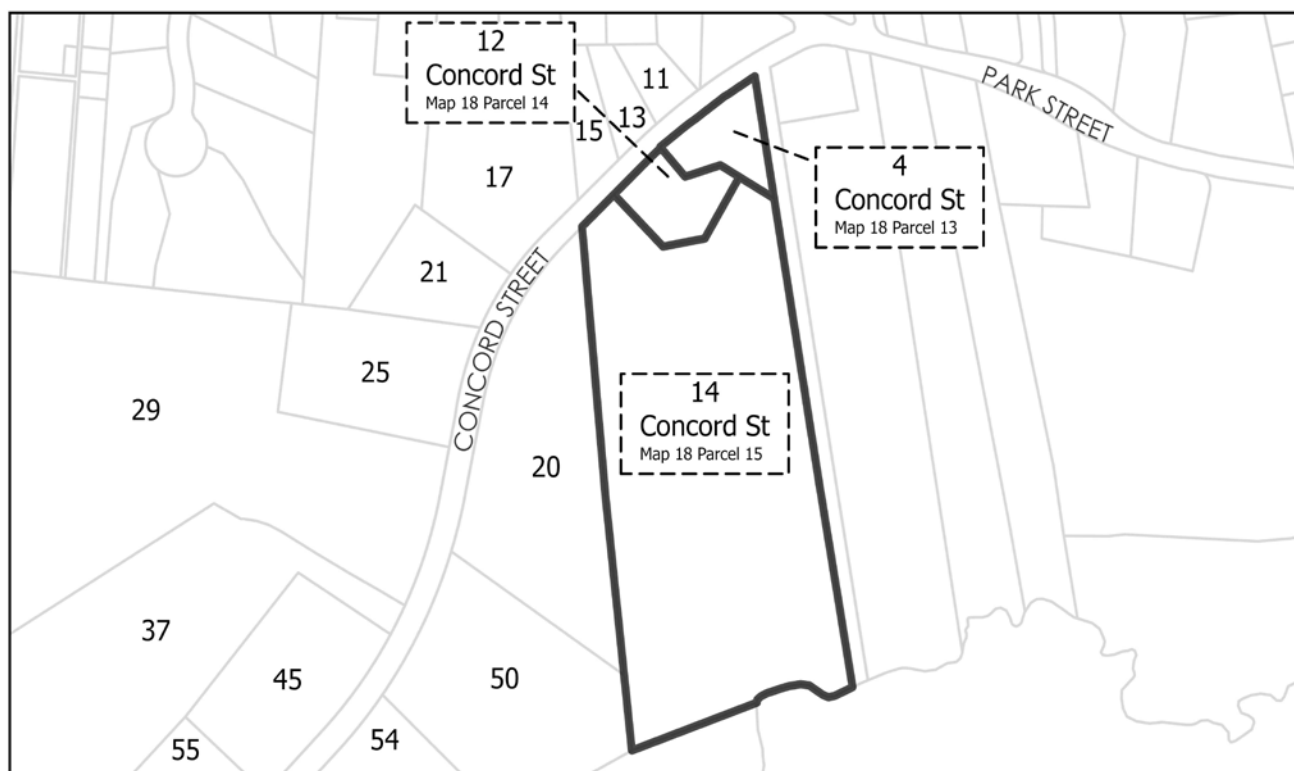 12
Concord St
Map 18 Parcel 14
11
13
15
17
PARK STREET
4
Concord St
Map 18 Parcel 13
21
CONCORD STREET
25
29
14
Concord St
Map 18 Parcel 15
20
37
45
50
55
54